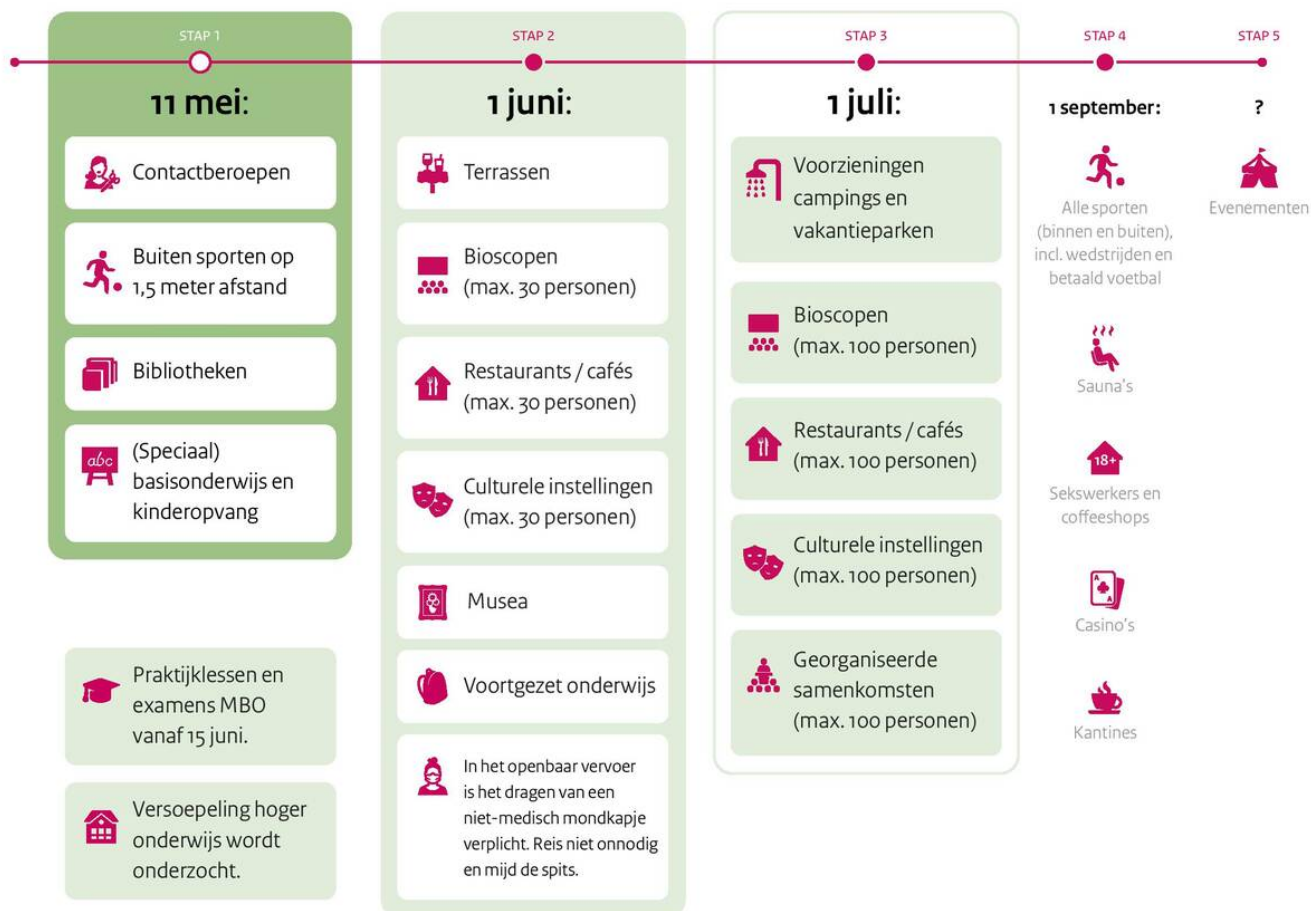 STAP 1
11 mei:
Contactberoepen
Buiten sporten op
1,5 meter afstand
Bibliotheken
abc
(Speciaal)
basisonderwijs en
kinderopvang
Praktijklessen en
examens MBO
vanaf 15 juni.
Versoepeling hoger
onderwijs wordt
onderzocht.
STAP 2
1 juni:
Terrassen
Bioscopen
(max. 30 personen)
Restaurants / cafés
(max. 30 personen)
Culturele instellingen
(max. 30 personen)
Musea
Voortgezet onderwijs
In het openbaar vervoer
is het dragen van een
niet-medisch mondkapje
verplicht. Reis niet onnodig
en mijd de spits.
STAP 3
1 juli:
Voorzieningen
campings en
vakantieparken
Bioscopen
(max. 100 personen)
Restaurants / cafés
(max. 100 personen)
Culturele instellingen
(max. 100 personen)
Georganiseerde
samenkomsten
(max. 100 personen)
STAP 4
1 september:
Alle sporten
(binnen en buiten),
incl. wedstrijden en
betaald voetbal
Sauna's
18+
Sekswerkers en
coffeeshops
A
A
Casino's
Kantines
STAP 5
?
Evenementen